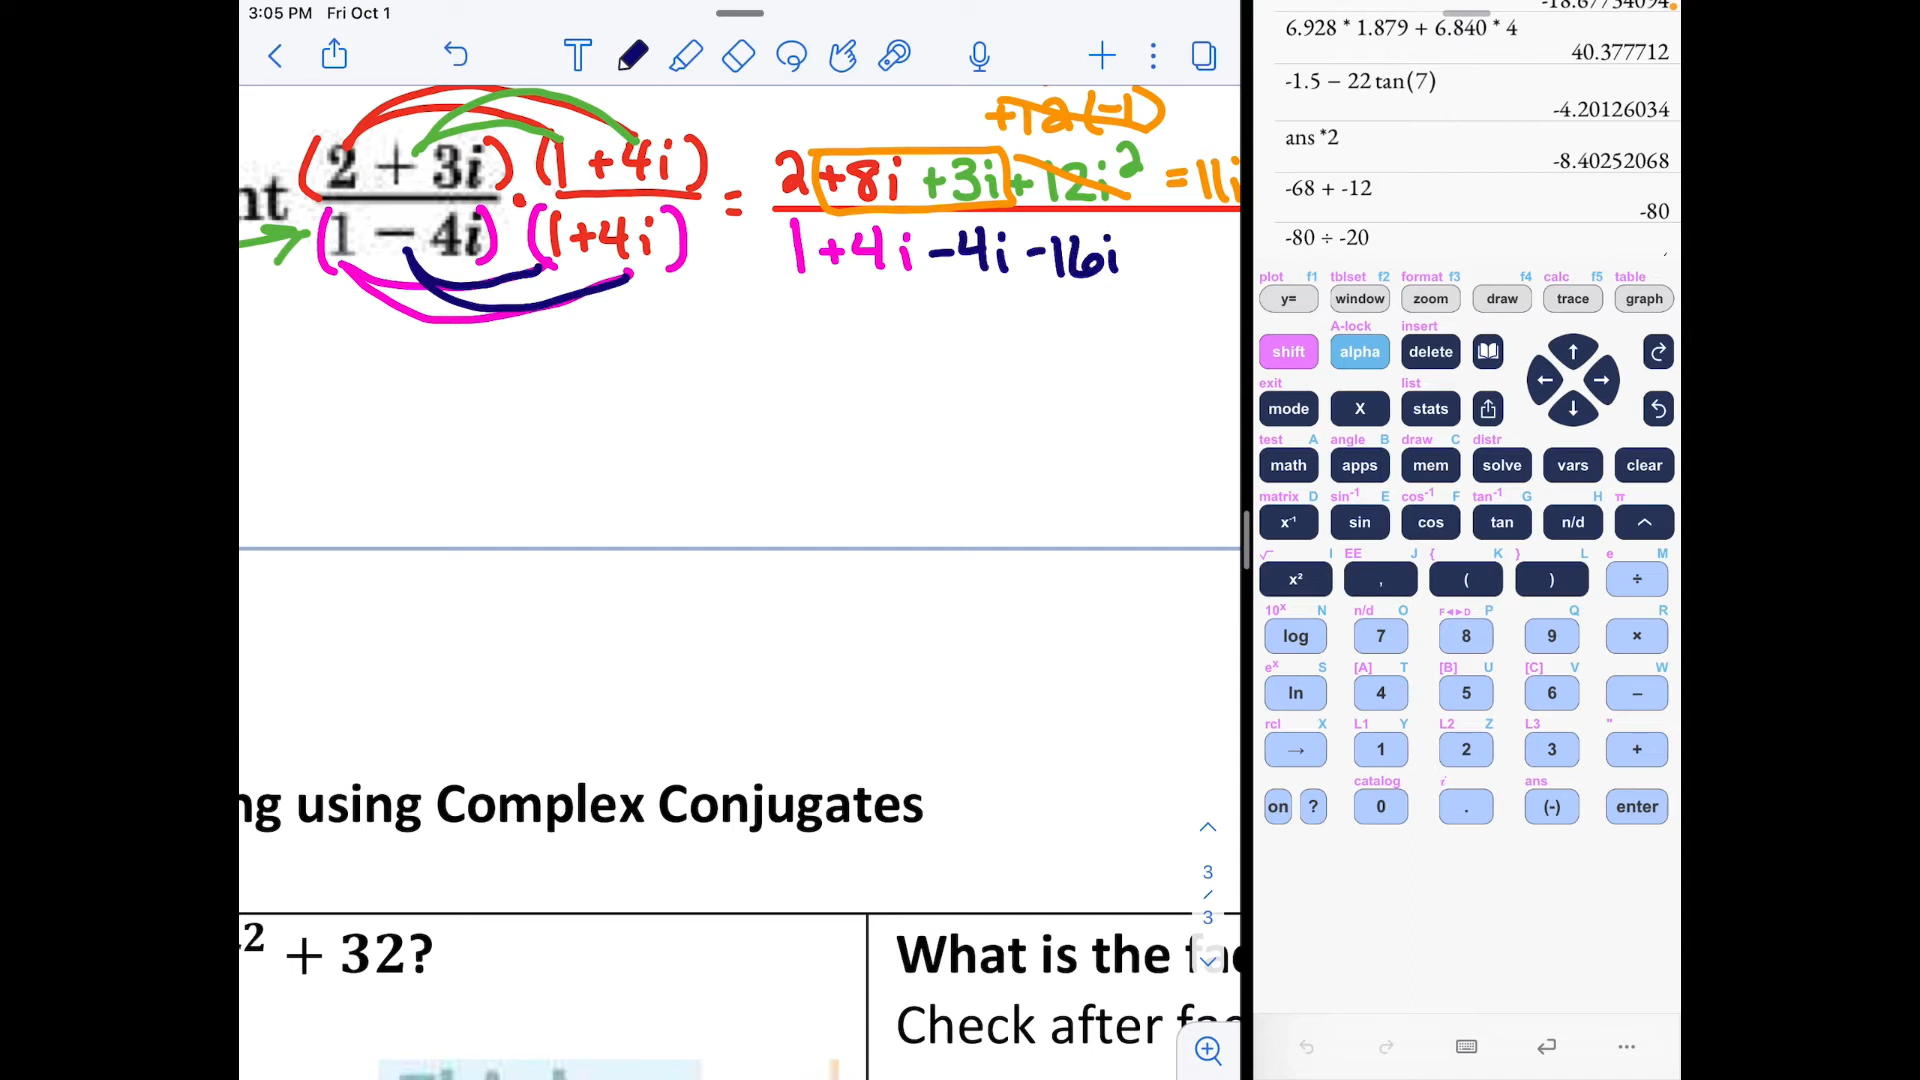 3:05 PM Fri Oct 1
T
+12(-1)
nt (2 + 3i) · (1 + 4i) = 2 +8i +3i +12i² = 11i
(1 − 4i) (1+4i) 1 +4i -4i -16i
ng using Complex Conjugates
3
/
3
² + 32?
What is the fac
Check after fac
-18.67734094
6.928 * 1.879 + 6.840 * 4
40.377712
-1.5 − 22 tan(7)
-4.20126034
ans *2
-8.40252068
-68 + -12
-80
-80 ÷ -20
plot f1 tblset f2 format f3 f4 calc f5 table
y= window zoom draw trace graph
A-lock insert
shift alpha delete
exit list
mode X stats
test A angle B draw C distr
math apps mem solve vars clear
matrix D sin⁻¹ E cos⁻¹ F tan⁻¹ G H π
x⁻¹ sin cos tan n/d ^
√ I EE J { K } L e M
x² , ( ) ÷
10ˣ N n/d O F◄►D P Q R
log 7 8 9 ×
eˣ S [A] T [B] U [C] V W
ln 4 5 6 −
rcl X L1 Y L2 Z L3 "
→ 1 2 3 +
catalog i ans
on ? 0 . (-) enter